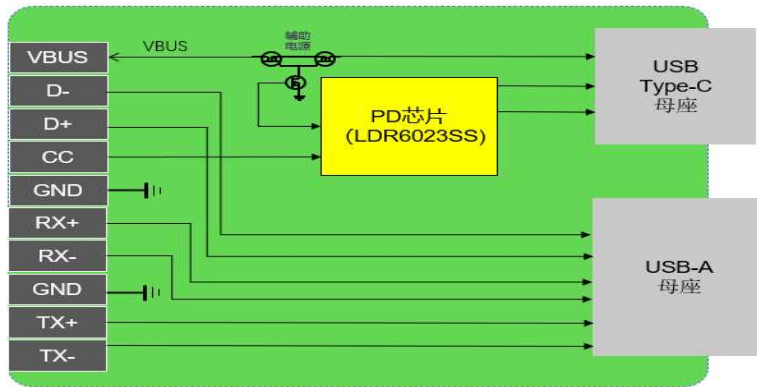 VBUS
D-
D+
CC
GND
RX+
RX-
GND
TX+
TX-
VBUS
辅助
电源
PD芯片
(LDR6023SS)
USB
Type-C
母座
USB-A
母座